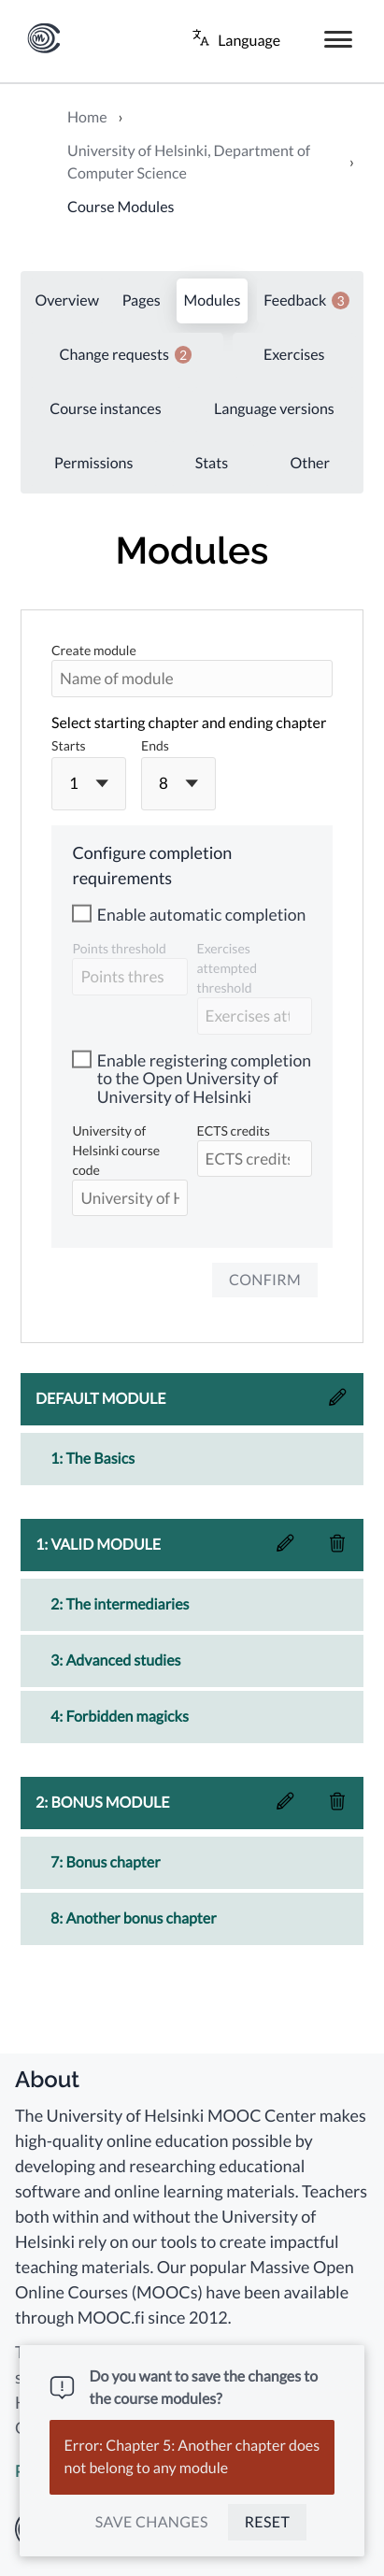 Language
Home ›
University of Helsinki, Department of
Computer Science ›
Course Modules
Overview Pages Modules Feedback 3
Change requests 2 Exercises
Course instances Language versions
Permissions Stats Other
Modules
Create module
Name of module
Select starting chapter and ending chapter
Starts Ends
1 8
Configure completion
requirements
Enable automatic completion
Points threshold
Points thres
Exercises
attempted
threshold
Exercises att
Enable registering completion
to the Open University of
University of Helsinki
University of
Helsinki course
code
University of H
ECTS credits
ECTS credits
CONFIRM
DEFAULT MODULE
1: The Basics
1: VALID MODULE
2: The intermediaries
3: Advanced studies
4: Forbidden magicks
2: BONUS MODULE
7: Bonus chapter
8: Another bonus chapter
About
The University of Helsinki MOOC Center makes
high-quality online education possible by
developing and researching educational
software and online learning materials. Teachers
both within and without the University of
Helsinki rely on our tools to create impactful
teaching materials. Our popular Massive Open
Online Courses (MOOCs) have been available
through MOOC.fi since 2012.
Do you want to save the changes to
the course modules?
Error: Chapter 5: Another chapter does
not belong to any module
SAVE CHANGES RESET